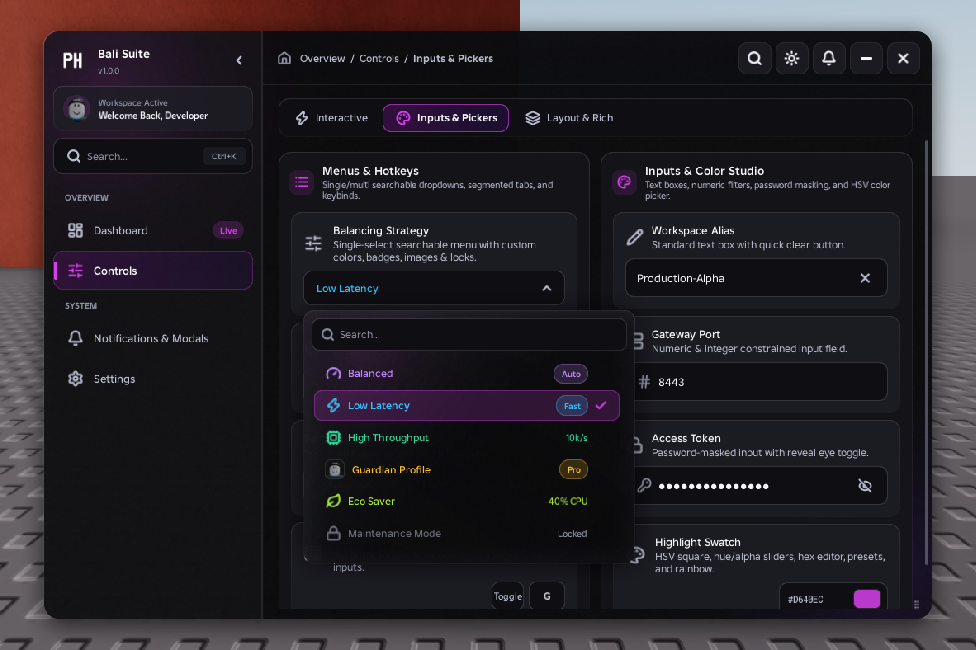 PH
Bali Suite
v1.0.0
Workspace Active
Welcome Back, Developer
Search...
Ctrl+K
OVERVIEW
Dashboard
Live
Controls
SYSTEM
Notifications & Modals
Settings
Overview / Controls / Inputs & Pickers
Interactive
Inputs & Pickers
Layout & Rich
Menus & Hotkeys
Single/multi searchable dropdowns, segmented tabs, and
keybinds.
Balancing Strategy
Single-select searchable menu with custom
colors, badges, images & locks.
Low Latency
Search...
Balanced
Auto
Low Latency
Fast
High Throughput
10k/s
Guardian Profile
Pro
Eco Saver
40% CPU
Maintenance Mode
Locked
inputs.
Toggle
G
Inputs & Color Studio
Text boxes, numeric filters, password masking, and HSV color
picker.
Workspace Alias
Standard text box with quick clear button.
Production-Alpha
Gateway Port
Numeric & integer constrained input field.
# 8443
Access Token
Password-masked input with reveal eye toggle.
●●●●●●●●●●●●●●●
Highlight Swatch
HSV square, hue/alpha sliders, hex editor, presets,
and rainbow.
#D640ED